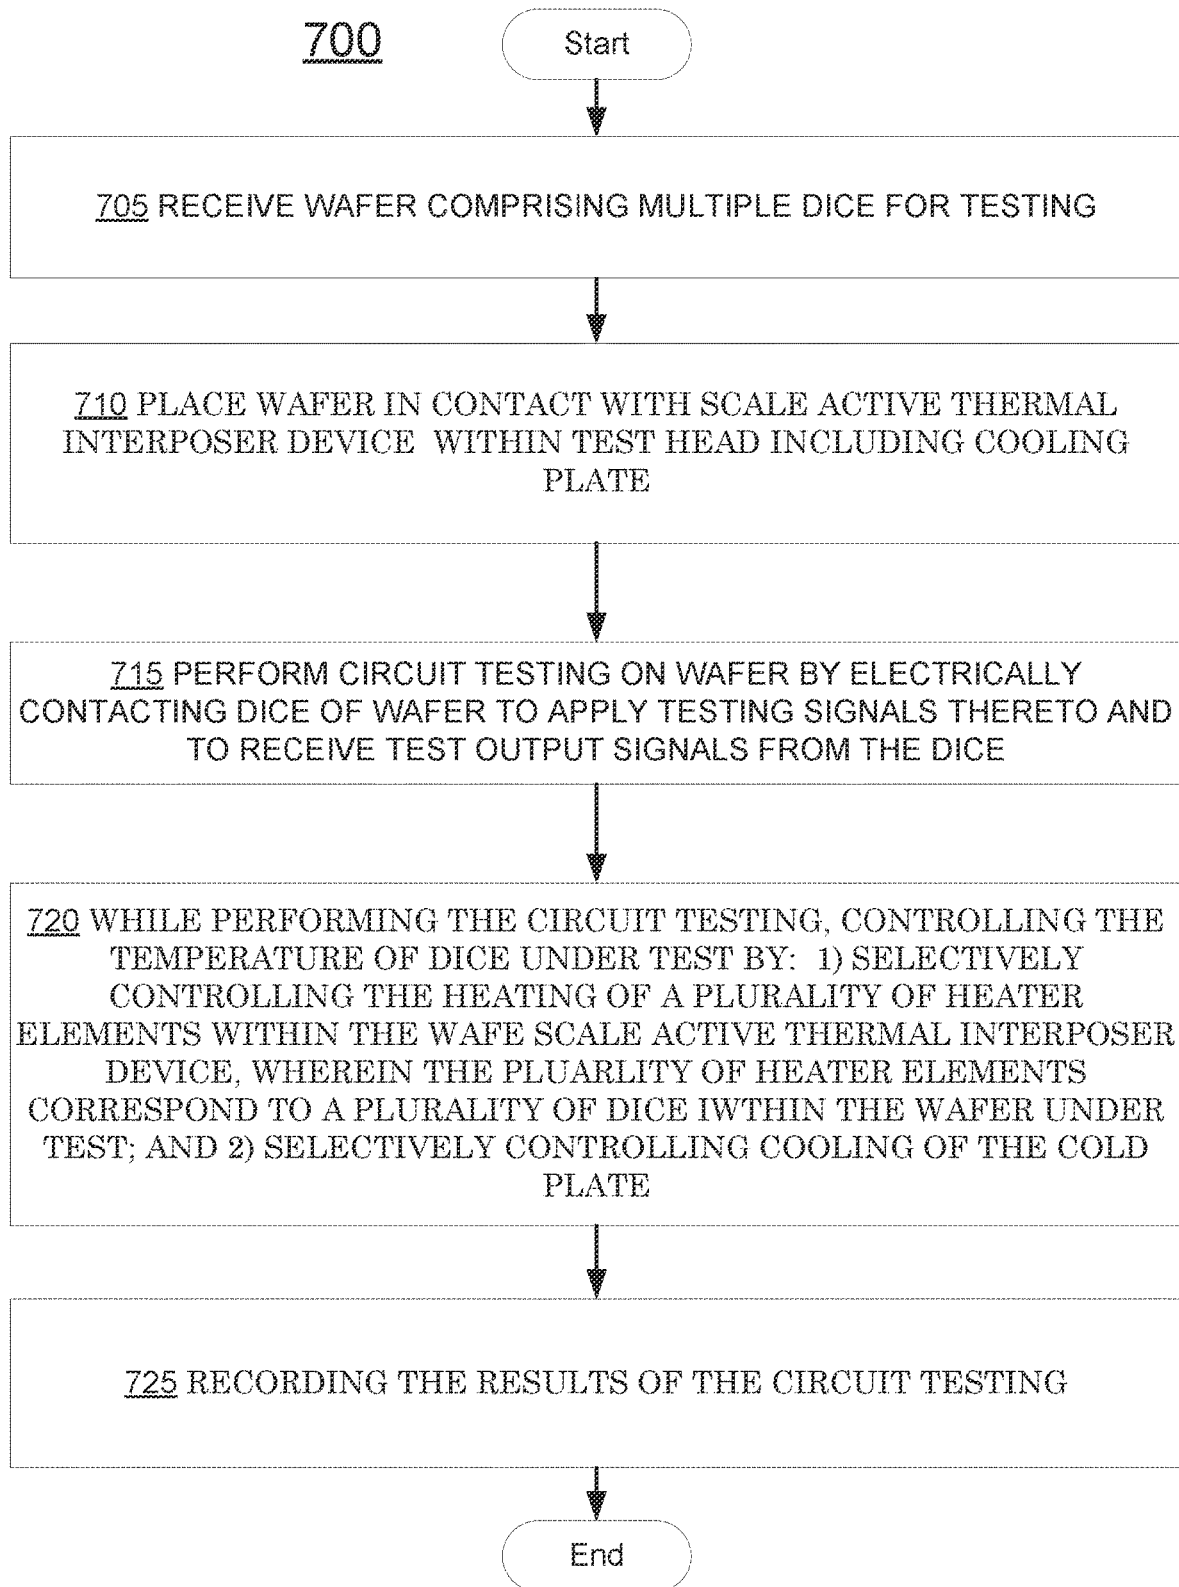 700
Start
705 RECEIVE WAFER COMPRISING MULTIPLE DICE FOR TESTING
710 PLACE WAFER IN CONTACT WITH SCALE ACTIVE THERMAL
INTERPOSER DEVICE WITHIN TEST HEAD INCLUDING COOLING
PLATE
715 PERFORM CIRCUIT TESTING ON WAFER BY ELECTRICALLY
CONTACTING DICE OF WAFER TO APPLY TESTING SIGNALS THERETO AND
TO RECEIVE TEST OUTPUT SIGNALS FROM THE DICE
720 WHILE PERFORMING THE CIRCUIT TESTING, CONTROLLING THE
TEMPERATURE OF DICE UNDER TEST BY: 1) SELECTIVELY
CONTROLLING THE HEATING OF A PLURALITY OF HEATER
ELEMENTS WITHIN THE WAFE SCALE ACTIVE THERMAL INTERPOSER
DEVICE, WHEREIN THE PLUARLITY OF HEATER ELEMENTS
CORRESPOND TO A PLURALITY OF DICE IWTHIN THE WAFER UNDER
TEST; AND 2) SELECTIVELY CONTROLLING COOLING OF THE COLD
PLATE
725 RECORDING THE RESULTS OF THE CIRCUIT TESTING
End